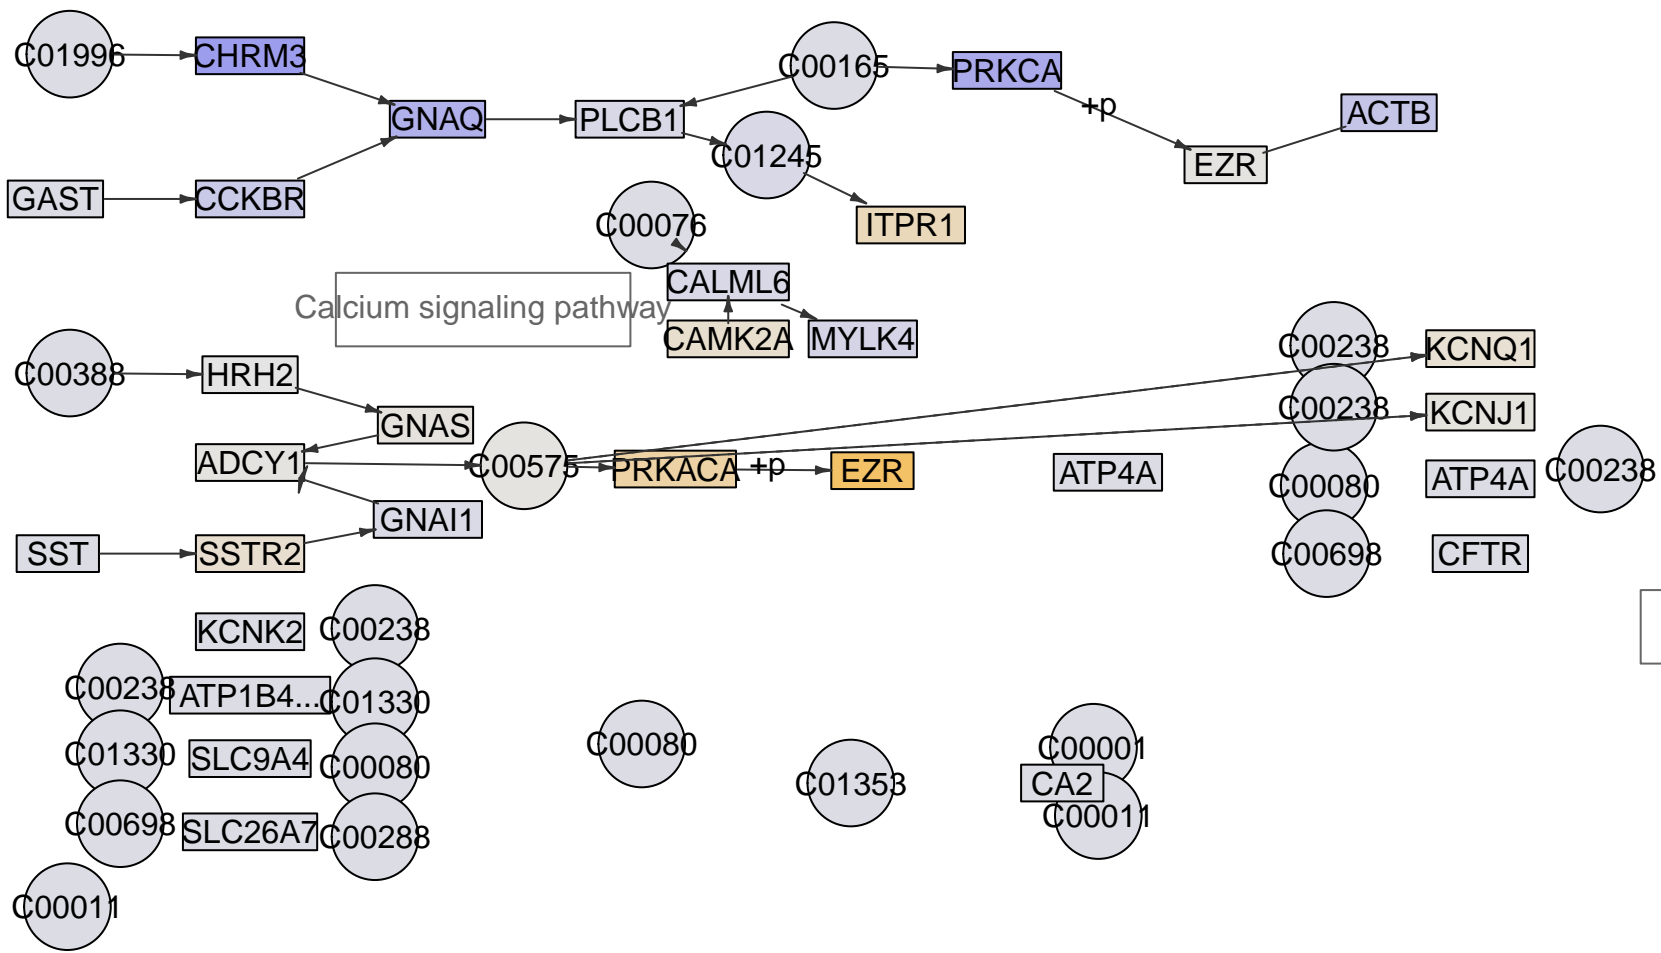 C01996
CHRM3
C00165
PRKCA
+p
ACTB
GNAQ
PLCB1
C01245
EZR
GAST
CCKBR
C00076
ITPR1
CALML6
Calcium signaling pathway
CAMK2A
MYLK4
C00238
KCNQ1
C00388
HRH2
C00238
KCNJ1
GNAS
ADCY1
C00575
PRKACA
+p
EZR
ATP4A
C00080
ATP4A
C00238
GNAI1
SST
SSTR2
C00698
CFTR
KCNK2
C00238
C00238
ATP1B4...
C01330
C01330
SLC9A4
C00080
C00080
C01353
C00001
CA2
C00011
C00698
SLC26A7
C00288
C00011